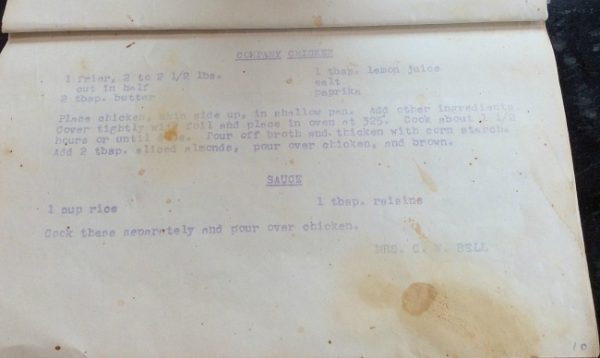 COMPANY CHICKEN
1 frier, 2 to 2 1/2 lbs. 1 tbsp. lemon juice
cut in half salt
2 tbsp. butter paprika
Place chicken, skin side up, in shallow pan. Add other ingredients.
Cover tightly with foil and place in oven at 325. Cook about 1 1/2
hours or until Pour off broth and thicken with corn starch.
Add 2 tbsp. sliced almonds, pour over chicken, and brown.
SAUCE
1 cup rice 1 tbsp. raisins
Cook these separately and pour over chicken.
MRS. C. BELL
10